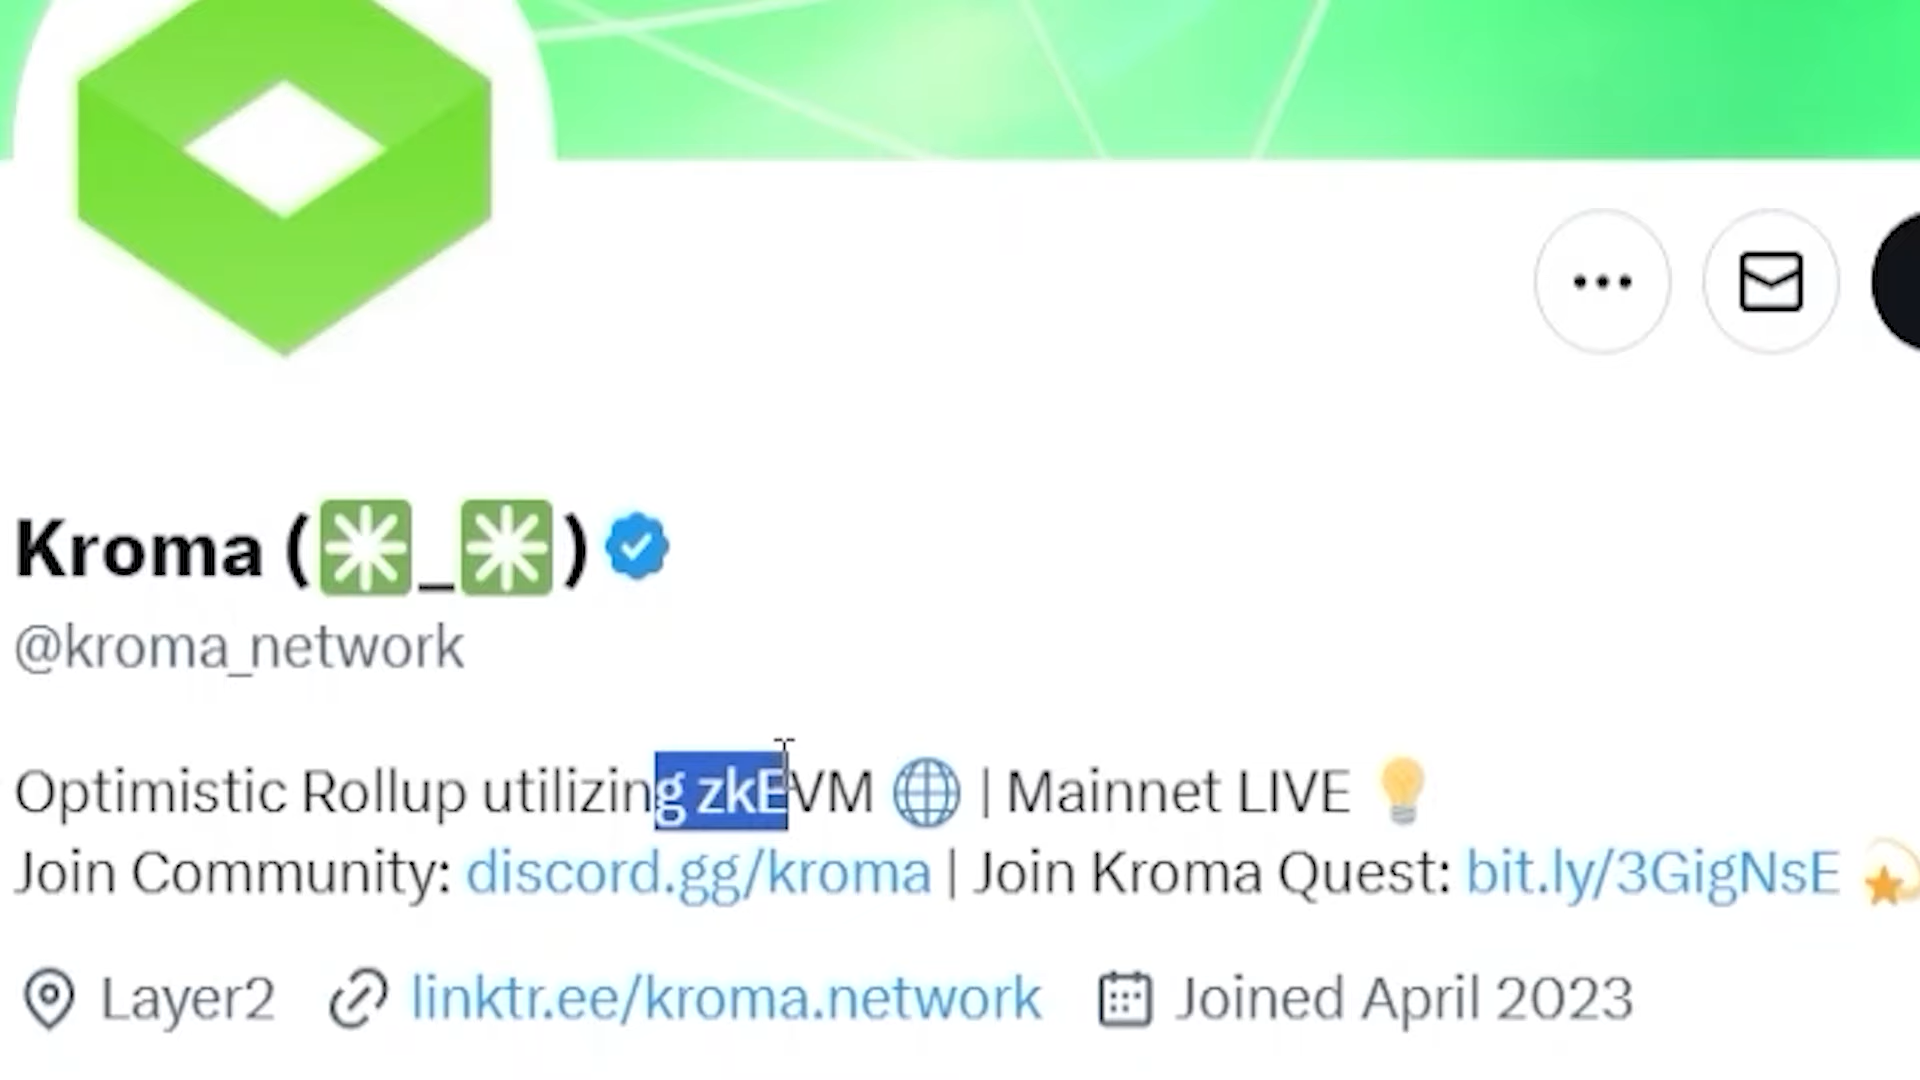 Kroma (✳️_✳️)
@kroma_network
Optimistic Rollup utilizing zkEVM 🌐 | Mainnet LIVE 💡
Join Community: discord.gg/kroma | Join Kroma Quest: bit.ly/3GigNsE 💫
Layer2 linktr.ee/kroma.network Joined April 2023